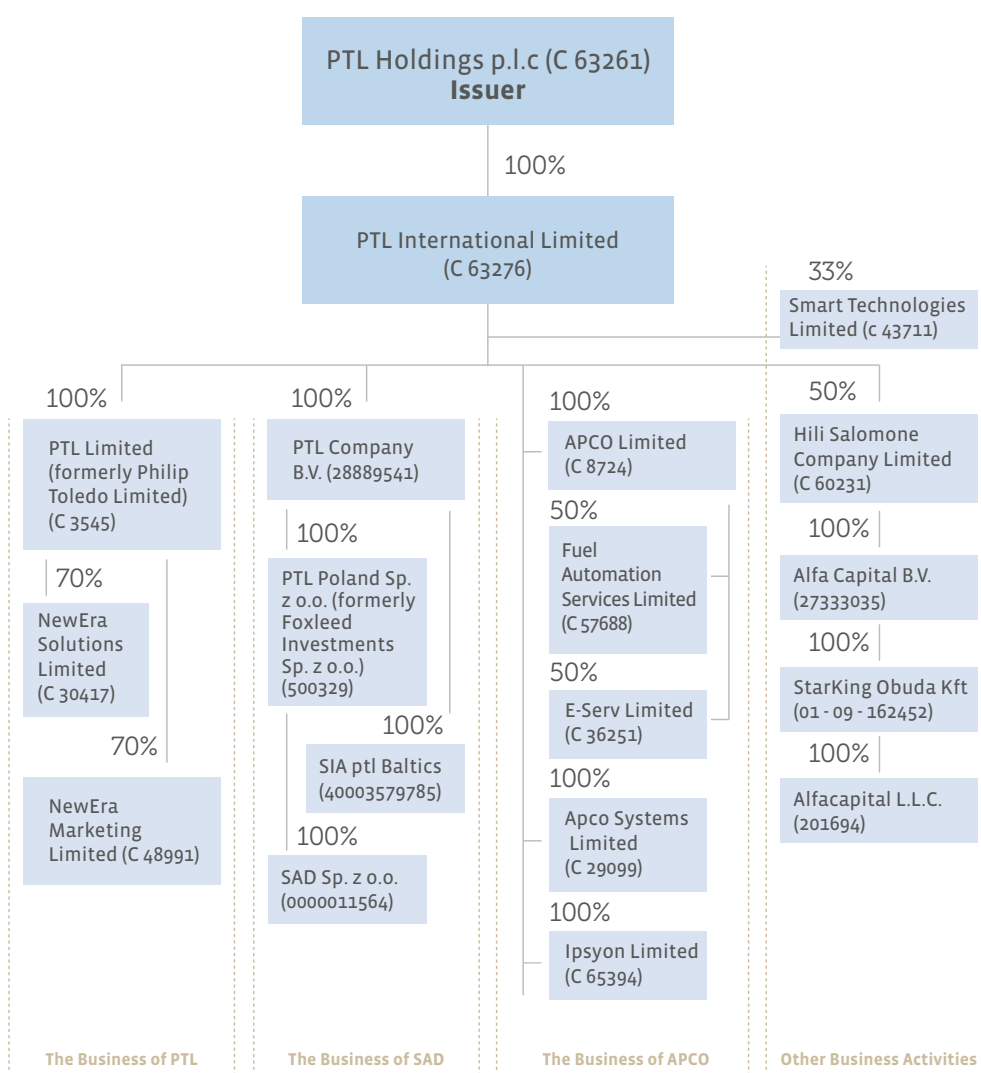 PTL Holdings p.l.c (C 63261)
Issuer
100%
PTL International Limited
(C 63276)
33%
Smart Technologies
Limited (c 43711)
100%
PTL Limited
(formerly Philip
Toledo Limited)
(C 3545)
70%
NewEra
Solutions
Limited
(C 30417)
70%
NewEra
Marketing
Limited (C 48991)
The Business of PTL
100%
PTL Company
B.V. (28889541)
100%
PTL Poland Sp.
z o.o. (formerly
Foxleed
Investments
Sp. z o.o.)
(500329)
100%
SIA ptl Baltics
(40003579785)
100%
SAD Sp. z o.o.
(0000011564)
The Business of SAD
100%
APCO Limited
(C 8724)
50%
Fuel
Automation
Services Limited
(C 57688)
50%
E-Serv Limited
(C 36251)
100%
Apco Systems
Limited
(C 29099)
100%
Ipsyon Limited
(C 65394)
The Business of APCO
50%
Hili Salomone
Company Limited
(C 60231)
100%
Alfa Capital B.V.
(27333035)
100%
StarKing Obuda Kft
(01 - 09 - 162452)
100%
Alfacapital L.L.C.
(201694)
Other Business Activities